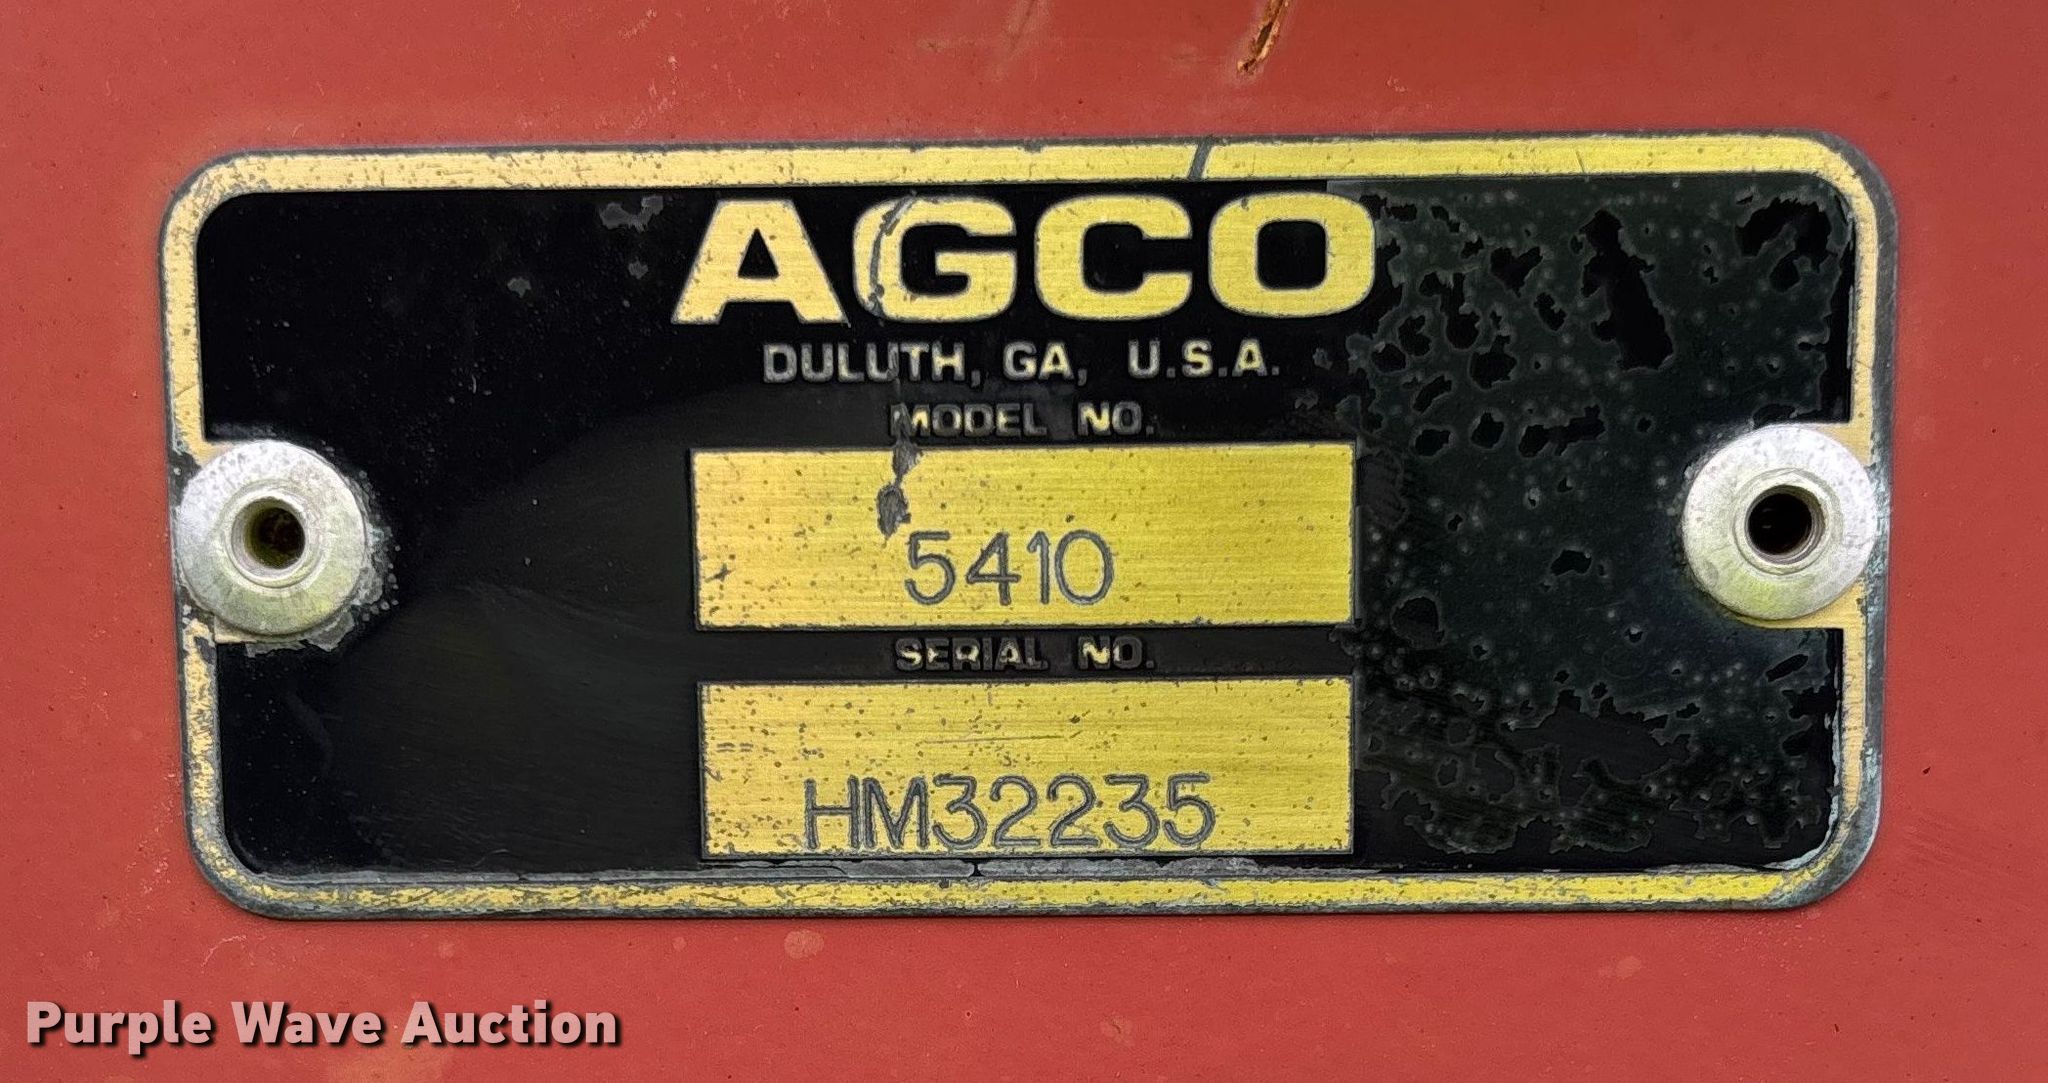 AGCO
DULUTH, GA, U.S.A.
MODEL NO.
5410
SERIAL NO.
HM32235
Purple Wave Auction